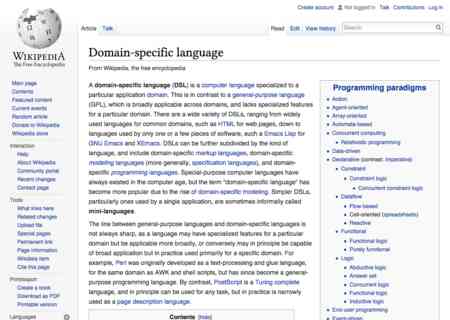 Create account Not logged in Talk Contributions Log in
Article Talk
Read Edit View history
Search
WIKIPEDIA
The Free Encyclopedia
Main page
Contents
Featured content
Current events
Random article
Donate to Wikipedia
Wikipedia store
Interaction
Help
About Wikipedia
Community portal
Recent changes
Contact page
Tools
What links here
Related changes
Upload file
Special pages
Permanent link
Page information
Wikidata item
Cite this page
Print/export
Create a book
Download as PDF
Printable version
Languages
Domain-specific language
From Wikipedia, the free encyclopedia
A domain-specific language (DSL) is a computer language specialized to a
particular application domain. This is in contrast to a general-purpose language
(GPL), which is broadly applicable across domains, and lacks specialized features
for a particular domain. There are a wide variety of DSLs, ranging from widely
used languages for common domains, such as HTML for web pages, down to
languages used by only one or a few pieces of software, such as Emacs Lisp for
GNU Emacs and XEmacs. DSLs can be further subdivided by the kind of
language, and include domain-specific markup languages, domain-specific
modeling languages (more generally, specification languages), and domain-
specific programming languages. Special-purpose computer languages have
always existed in the computer age, but the term "domain-specific language" has
become more popular due to the rise of domain-specific modeling. Simpler DSLs,
particularly ones used by a single application, are sometimes informally called
mini-languages.
The line between general-purpose languages and domain-specific languages is
not always sharp, as a language may have specialized features for a particular
domain but be applicable more broadly, or conversely may in principle be capable
of broad application but in practice used primarily for a specific domain. For
example, Perl was originally developed as a text-processing and glue language,
for the same domain as AWK and shell scripts, but has since become a general-
purpose programming language. By contrast, PostScript is a Turing complete
language, and in principle can be used for any task, but in practice is narrowly
used as a page description language.
Contents [hide]
Programming paradigms
Action
Agent-oriented
Array-oriented
Automata-based
Concurrent computing
Relativistic programming
Data-driven
Declarative (contrast: Imperative)
Constraint
Constraint logic
Concurrent constraint logic
Dataflow
Flow-based
Cell-oriented (spreadsheets)
Reactive
Functional
Functional logic
Purely functional
Logic
Abductive logic
Answer set
Concurrent logic
Functional logic
Inductive logic
End-user programming